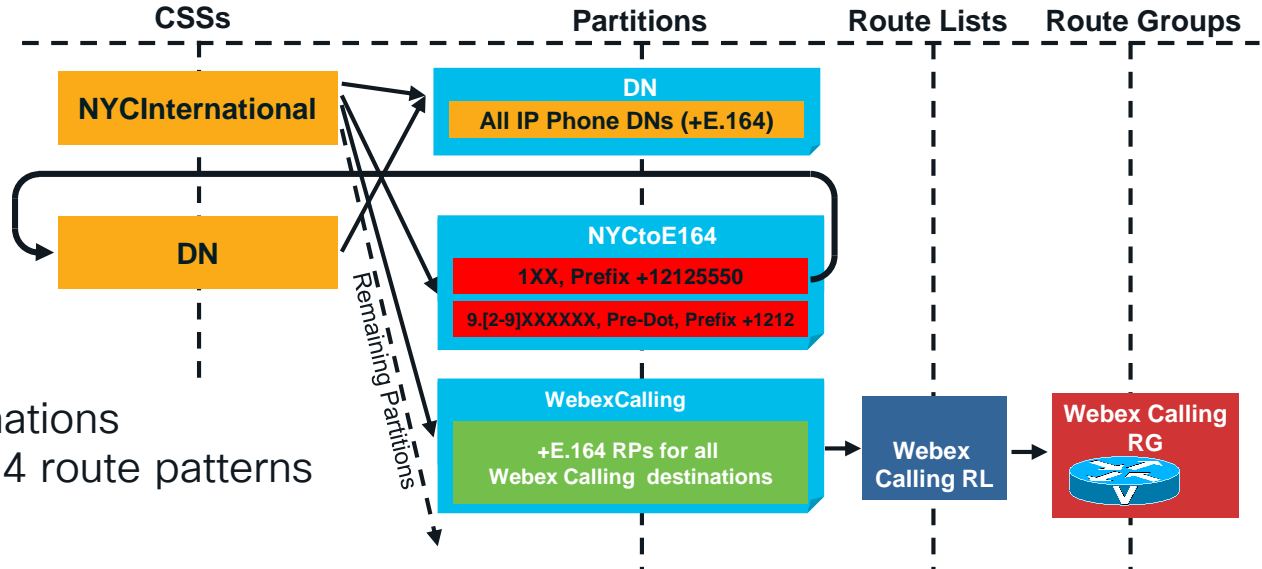 CSSs
Partitions
Route Lists
Route Groups
NYCInternational
DN
All IP Phone DNs (+E.164)
DN
NYCtoE164
1XX, Prefix +12125550
9.[2-9]XXXXXX, Pre-Dot, Prefix +1212
Remaining Partitions
WebexCalling
+E.164 RPs for all
Webex Calling destinations
Webex
Calling RL
Webex Calling
RG
V
4 route patterns